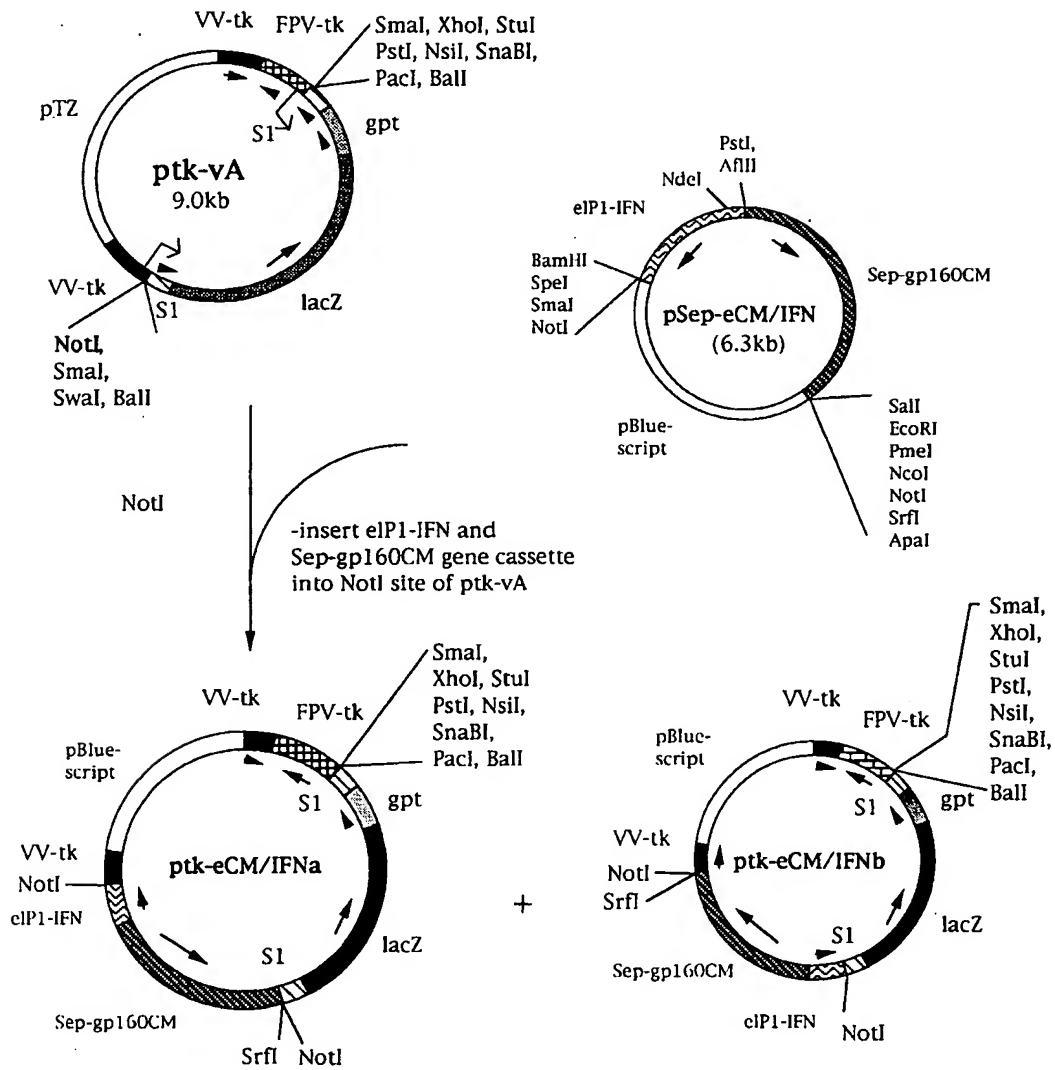 VV-tk
FPV-tk
SmaI, XhoI, StuI
PstI, NsiI, SnaBI,
PacI, BalI
pTZ
S1
gpt
ptk-vA
9.0kb
VV-tk
S1
lacZ
NotI,
SmaI,
SwaI, BalI
PstI,
AflII
NdeI
eIP1-IFN
BamHI
SpeI
SmaI
NotI
Sep-gp160CM
pSep-eCM/IFN
(6.3kb)
pBlue-
script
SalI
EcoRI
PmeI
NcoI
NotI
SrfI
ApaI
NotI
-insert eIP1-IFN and
Sep-gp160CM gene cassette
into NotI site of ptk-vA
SmaI,
XhoI, StuI
PstI, NsiI,
SnaBI,
PacI, BalI
VV-tk
FPV-tk
pBlue-
script
S1
gpt
VV-tk
NotI
ptk-eCM/IFNa
cIP1-IFN
lacZ
S1
Sep-gp160CM
SrfI
NotI
+
SmaI,
XhoI,
StuI
PstI,
NsiI,
SnaBI,
PacI,
BalI
VV-tk
FPV-tk
pBluc-
script
S1
gpt
VV-tk
NotI
SrfI
ptk-eCM/IFNb
S1
lacZ
Sep-gp160CM
cIP1-IFN
NotI